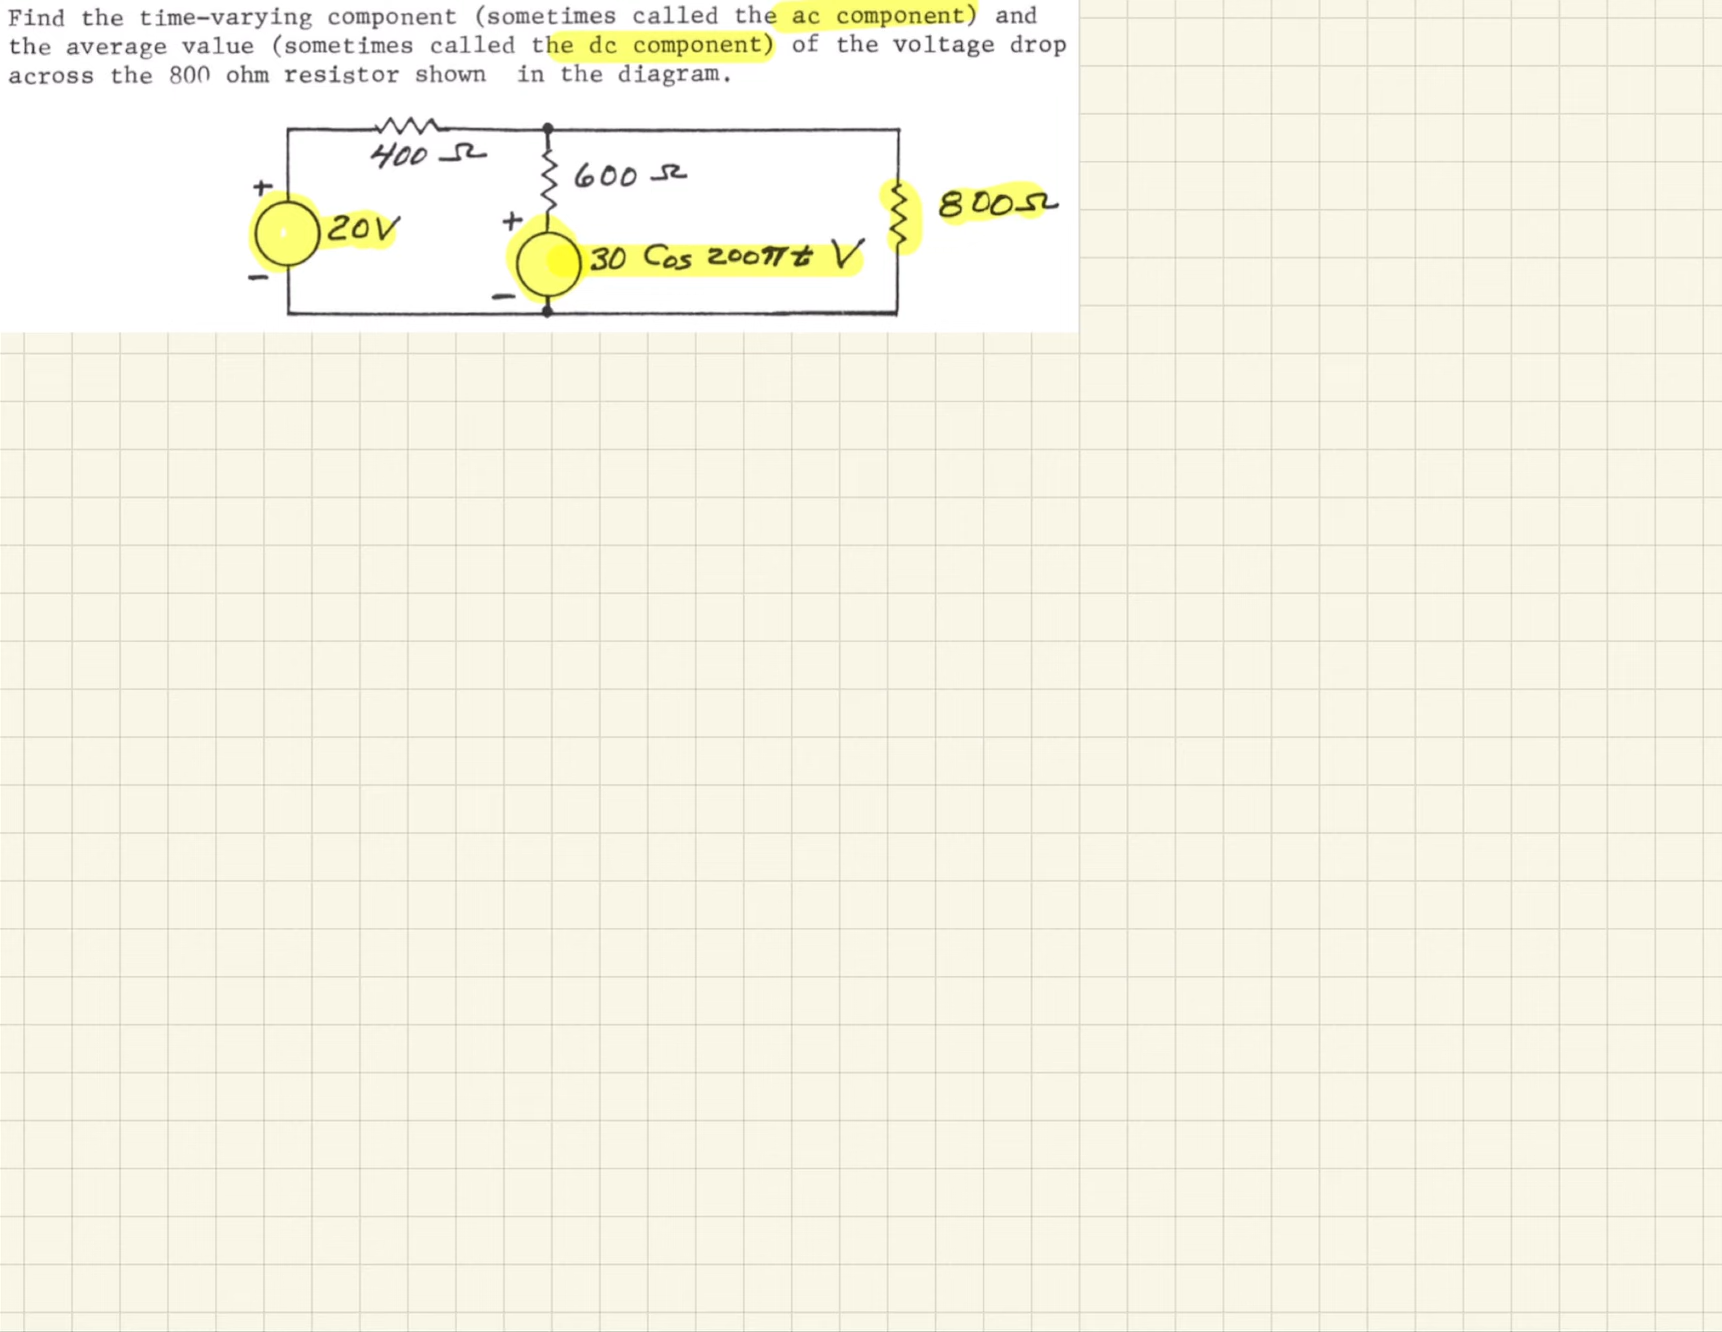 Find the time-varying component (sometimes called the ac component) and
the average value (sometimes called the dc component) of the voltage drop
across the 800 ohm resistor shown in the diagram.
400 Ω
600 Ω
+
20V
-
+
30 Cos 200πt V
-
800Ω